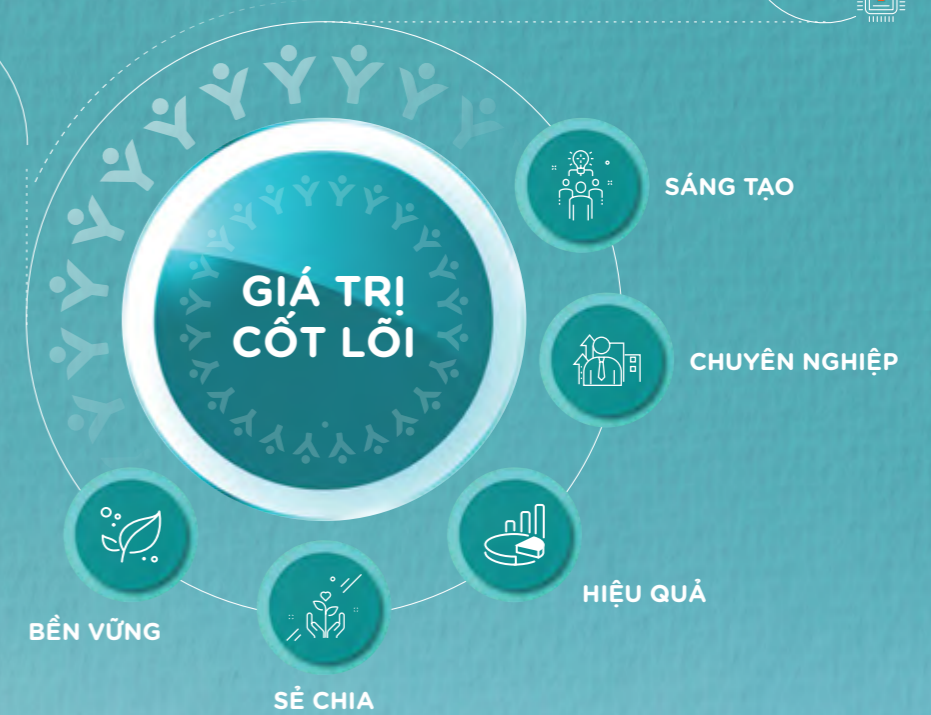 GIÁ TRỊ
CỐT LÕI
SÁNG TẠO
CHUYÊN NGHIỆP
HIỆU QUẢ
SẺ CHIA
BỀN VỮNG